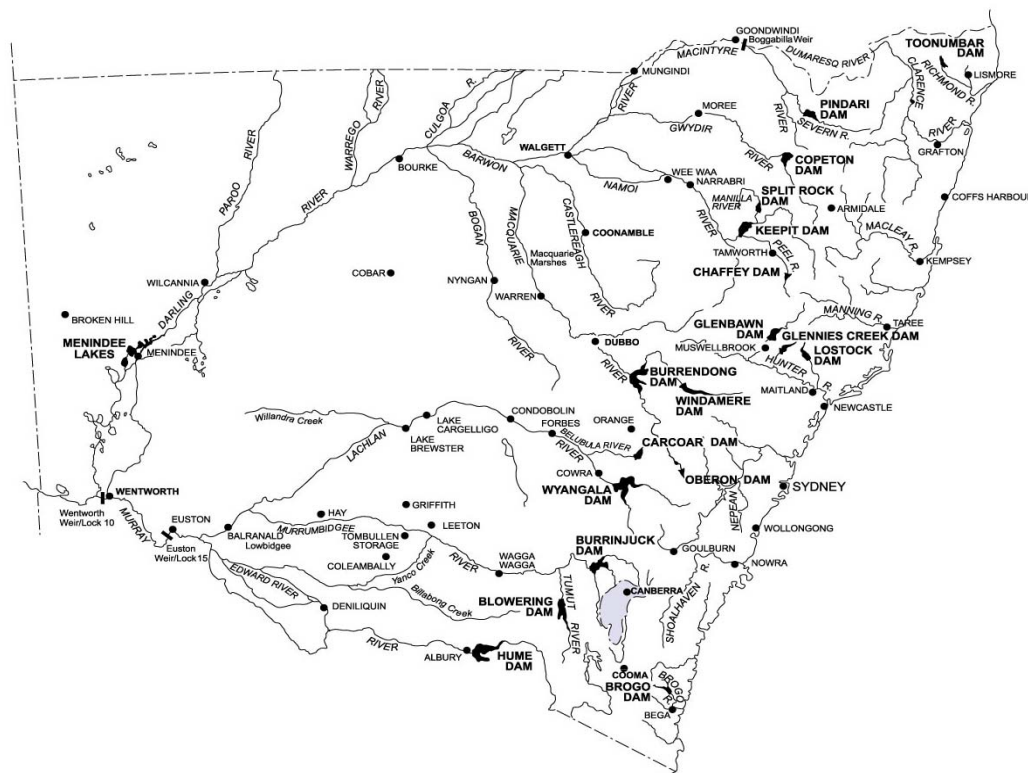 GOONDWINDI
Boggabilla Weir
MACINTYRE
DUMARESQ RIVER
TOONUMBAR
DAM
RICHMOND R.
LISMORE
CLARENCE
RIVER
GRAFTON
MUNGINDI
RIVER
MOREE
GWYDIR
RIVER
PINDARI
DAM
SEVERN R.
RIVER
COPETON
DAM
PAROO
RIVER
WARREGO
RIVER
CULGOA
R.
BOURKE
BARWON
WALGETT
NAMOI
WEE WAA
NARRABRI
RIVER
MANILLA
RIVER
SPLIT ROCK
DAM
ARMIDALE
COFFS HARBOUR
KEEPIT DAM
MACLEAY R.
KEMPSEY
TAMWORTH
PEEL R.
CHAFFEY DAM
BOGAN
RIVER
MACQUARIE
Macquarie
Marshes
CASTLEREAGH
RIVER
COONAMBLE
COBAR
NYNGAN
WARREN
WILCANNIA
DARLING
RIVER
BROKEN HILL
MENINDEE
LAKES
MENINDEE
DUBBO
RIVER
GLENBAWN
DAM
MUSWELLBROOK
MANNING R.
TAREE
GLENNIES CREEK DAM
LOSTOCK
DAM
HUNTER
R.
MAITLAND
NEWCASTLE
BURRENDONG
DAM
WINDAMERE
DAM
Willandra Creek
LAKE
CARGELLIGO
LAKE
BREWSTER
LACHLAN
CONDOBOLIN
FORBES
RIVER
ORANGE
BELUBULA RIVER
CARCOAR DAM
COWRA
WYANGALA
DAM
OBERON DAM
NEPEAN
SYDNEY
WENTWORTH
Wentworth
Weir/Lock 10
MURRAY
EUSTON
Euston
Weir/Lock 15
BALRANALD
Lowbidgee
HAY
MURRUMBIDGEE
GRIFFITH
LEETON
TOMBULLEN
STORAGE
COLEAMBALLY
Yanco Creek
RIVER
WAGGA
WAGGA
BURRINJUCK
DAM
GOULBURN
WOLLONGONG
NOWRA
SHOALHAVEN R.
CANBERRA
EDWARD RIVER
DENILIQUIN
Billabong Creek
BLOWERING
DAM
TUMUT
RIVER
RIVER
ALBURY
HUME
DAM
COOMA
BROGO
DAM
BROGO
R.
BEGA